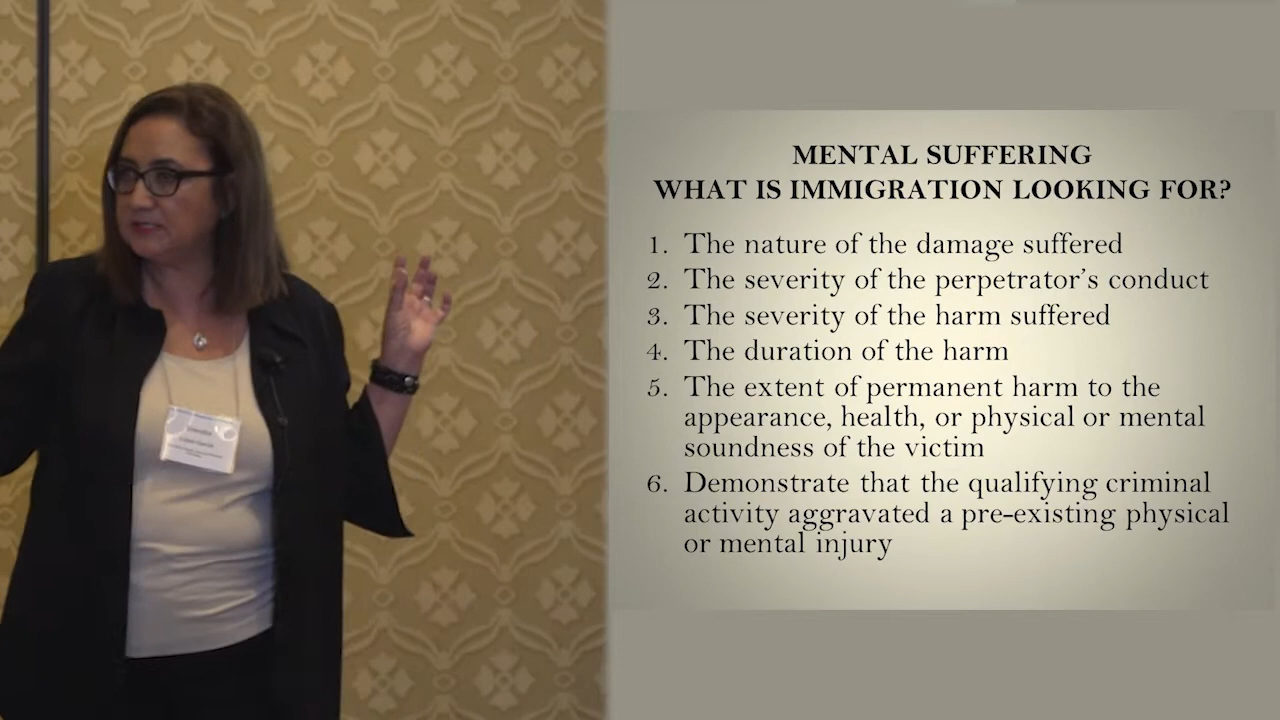 MENTAL SUFFERING
WHAT IS IMMIGRATION LOOKING FOR?
1. The nature of the damage suffered
2. The severity of the perpetrator's conduct
3. The severity of the harm suffered
4. The duration of the harm
5. The extent of permanent harm to the
appearance, health, or physical or mental
soundness of the victim
6. Demonstrate that the qualifying criminal
activity aggravated a pre-existing physical
or mental injury